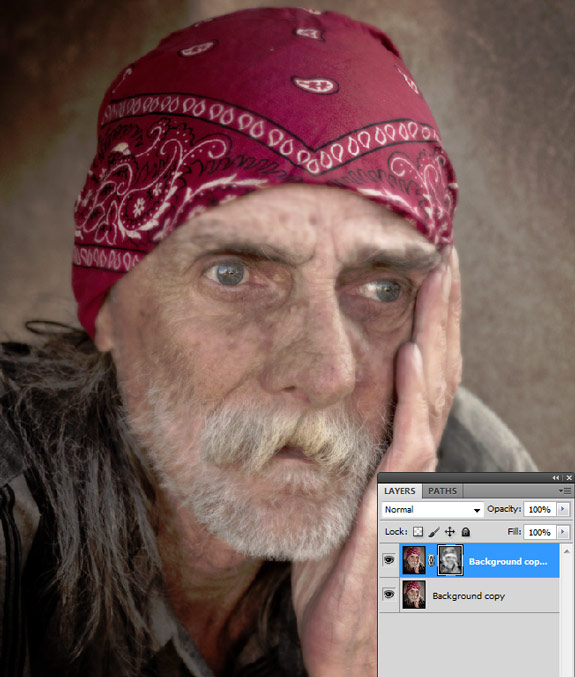 LAYERS PATHS
Normal Opacity: 100%
Lock: Fill: 100%
Background cop...
Background copy